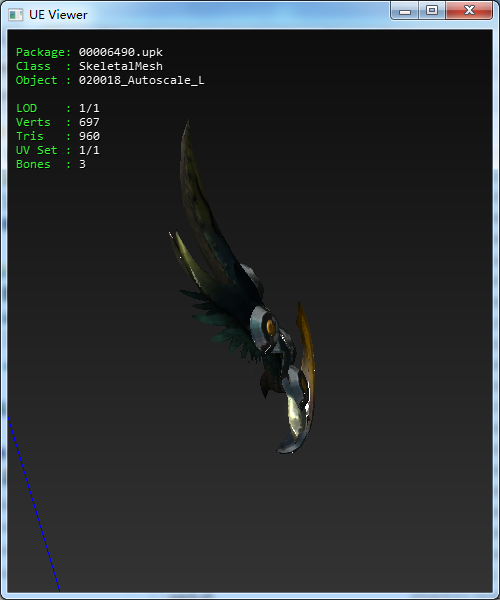 UE Viewer
Package: 00006490.upk
Class : SkeletalMesh
Object : 020018_Autoscale_L
LOD : 1/1
Verts : 697
Tris : 960
UV Set : 1/1
Bones : 3